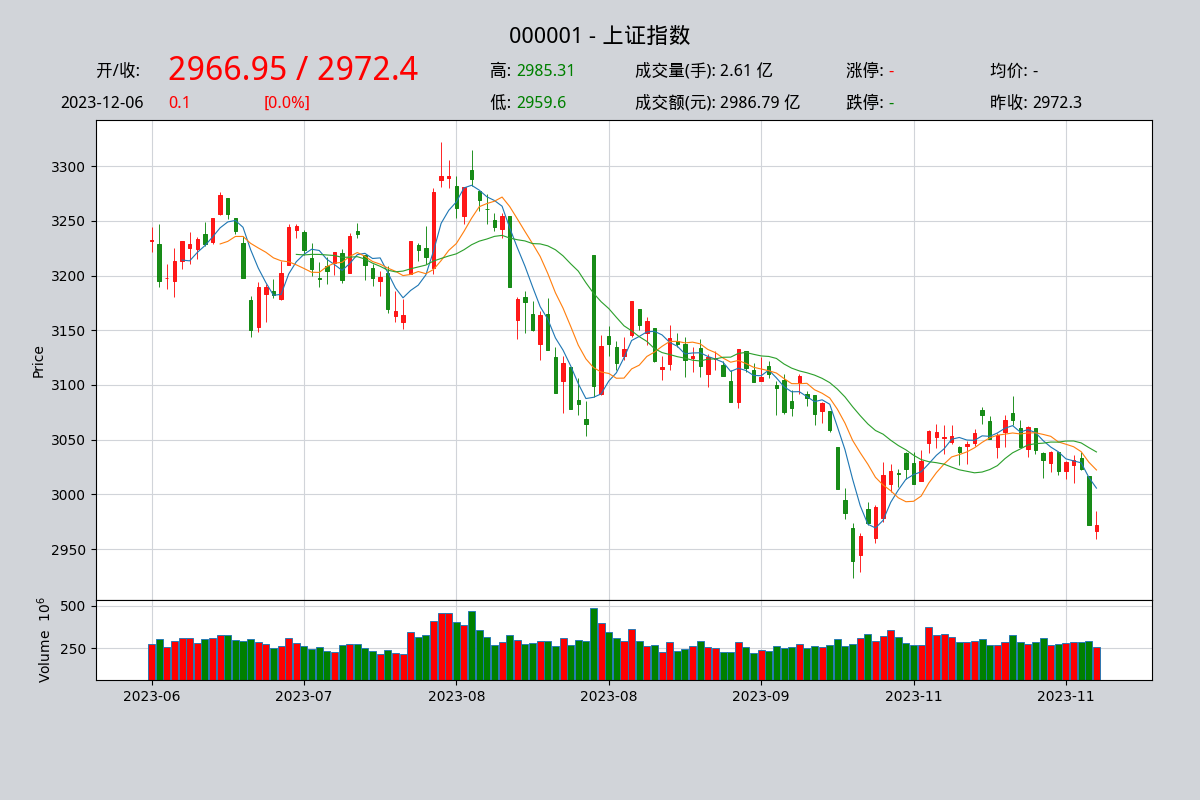 000001 - 上证指数
开/收: 2966.95 / 2972.4 高: 2985.31 成交量(手): 2.61 亿 涨停: - 均价: -
2023-12-06 0.1 [0.0%] 低: 2959.6 成交额(元): 2986.79 亿 跌停: - 昨收: 2972.3
3300
3250
3200
3150
3100
3050
3000
2950
Price
500
250
Volume 10^6
2023-06 2023-07 2023-08 2023-08 2023-09 2023-11 2023-11